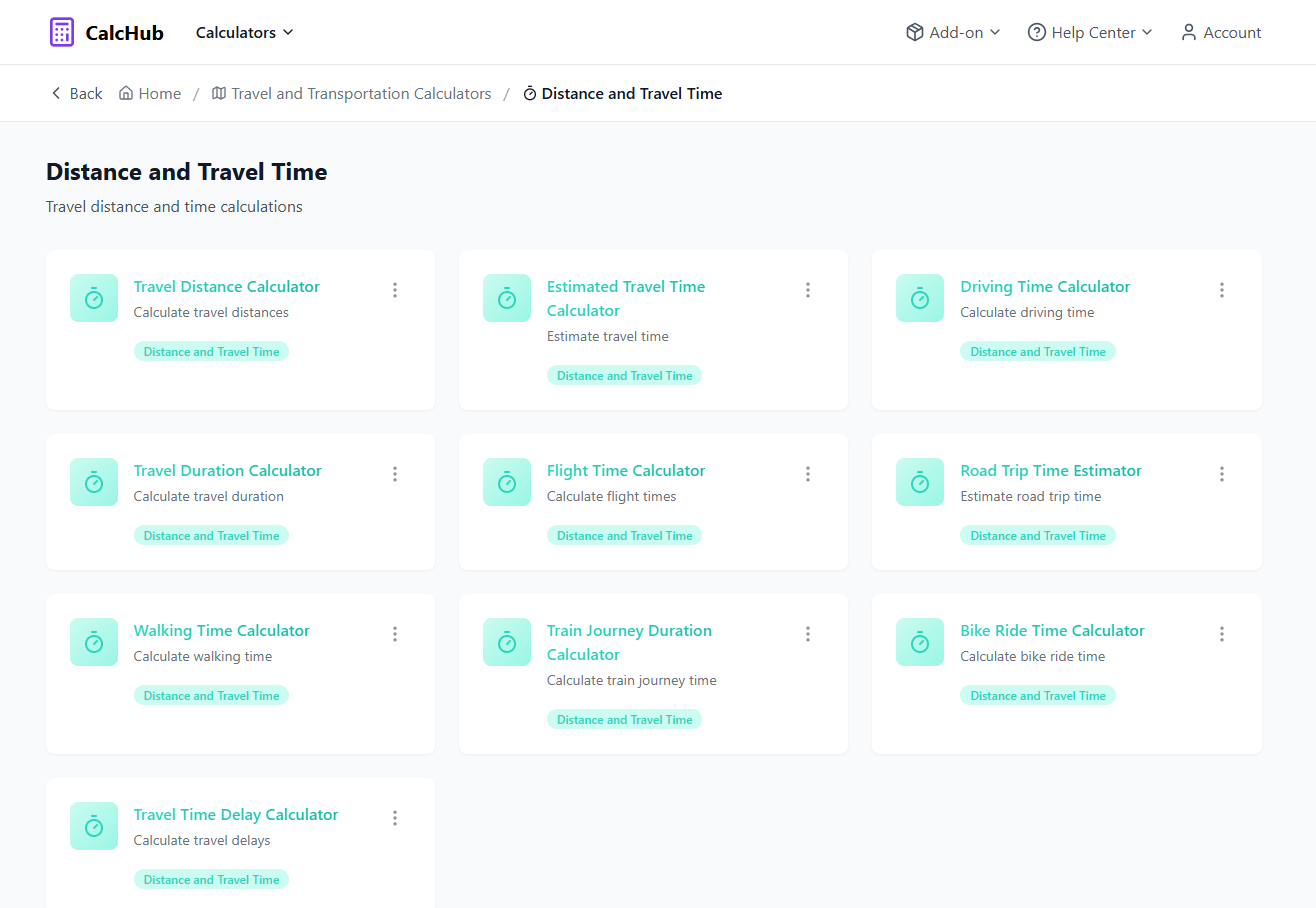 CalcHub
Calculators
Add-on
Help Center
Account
Back
Home
/
Travel and Transportation Calculators
/
Distance and Travel Time
Distance and Travel Time
Travel distance and time calculations
Travel Distance Calculator
Calculate travel distances
Distance and Travel Time
Estimated Travel Time
Calculator
Estimate travel time
Distance and Travel Time
Driving Time Calculator
Calculate driving time
Distance and Travel Time
Travel Duration Calculator
Calculate travel duration
Distance and Travel Time
Flight Time Calculator
Calculate flight times
Distance and Travel Time
Road Trip Time Estimator
Estimate road trip time
Distance and Travel Time
Walking Time Calculator
Calculate walking time
Distance and Travel Time
Train Journey Duration
Calculator
Calculate train journey time
Distance and Travel Time
Bike Ride Time Calculator
Calculate bike ride time
Distance and Travel Time
Travel Time Delay Calculator
Calculate travel delays
Distance and Travel Time